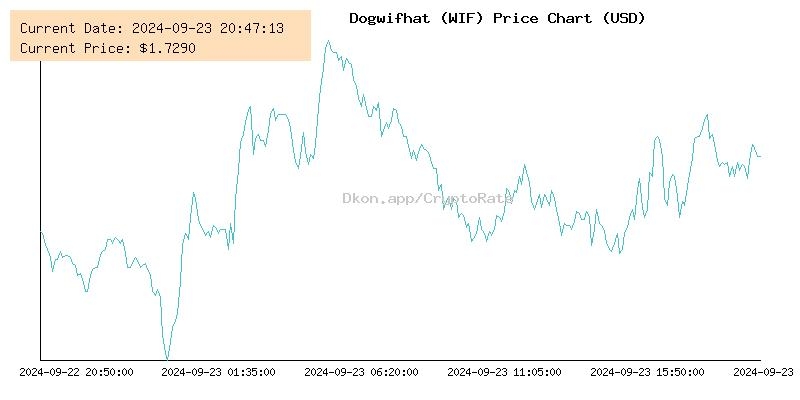 Dogwifhat (WIF) Price Chart (USD)
Current Date: 2024-09-23 20:47:13
Current Price: $1.7290
Dkon.app/CryptoRate
2024-09-22 20:50:00 2024-09-23 01:35:00 2024-09-23 06:20:00 2024-09-23 11:05:00 2024-09-23 15:50:00 2024-09-23